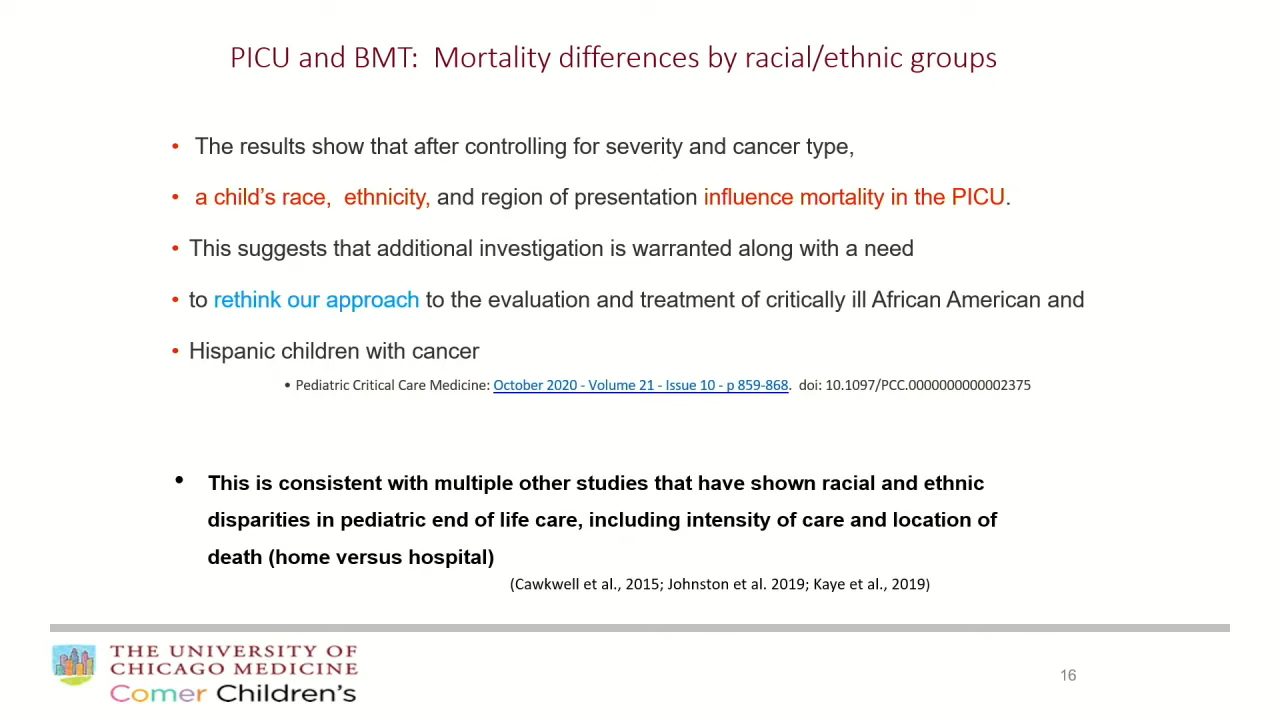 PICU and BMT: Mortality differences by racial/ethnic groups
• The results show that after controlling for severity and cancer type,
• a child's race, ethnicity, and region of presentation influence mortality in the PICU.
• This suggests that additional investigation is warranted along with a need
• to rethink our approach to the evaluation and treatment of critically ill African American and
• Hispanic children with cancer
• Pediatric Critical Care Medicine: October 2020 - Volume 21 - Issue 10 - p 859-868. doi: 10.1097/PCC.0000000000002375
• This is consistent with multiple other studies that have shown racial and ethnic
disparities in pediatric end of life care, including intensity of care and location of
death (home versus hospital)
(Cawkwell et al., 2015; Johnston et al. 2019; Kaye et al., 2019)
THE UNIVERSITY OF
CHICAGO MEDICINE
Comer Children's
16